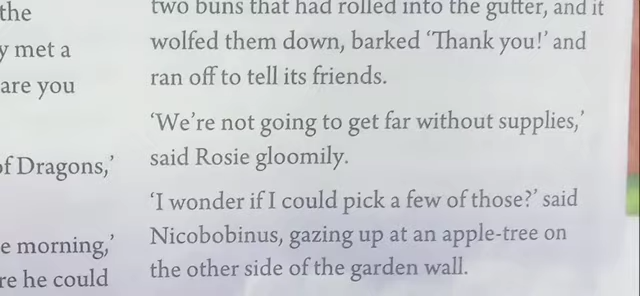 the
y met a
are you
of Dragons,’
e morning,’
re he could
two buns that had rolled into the gutter, and it
wolfed them down, barked ‘Thank you!’ and
ran off to tell its friends.
‘We’re not going to get far without supplies,’
said Rosie gloomily.
‘I wonder if I could pick a few of those?’ said
Nicobobinus, gazing up at an apple-tree on
the other side of the garden wall.